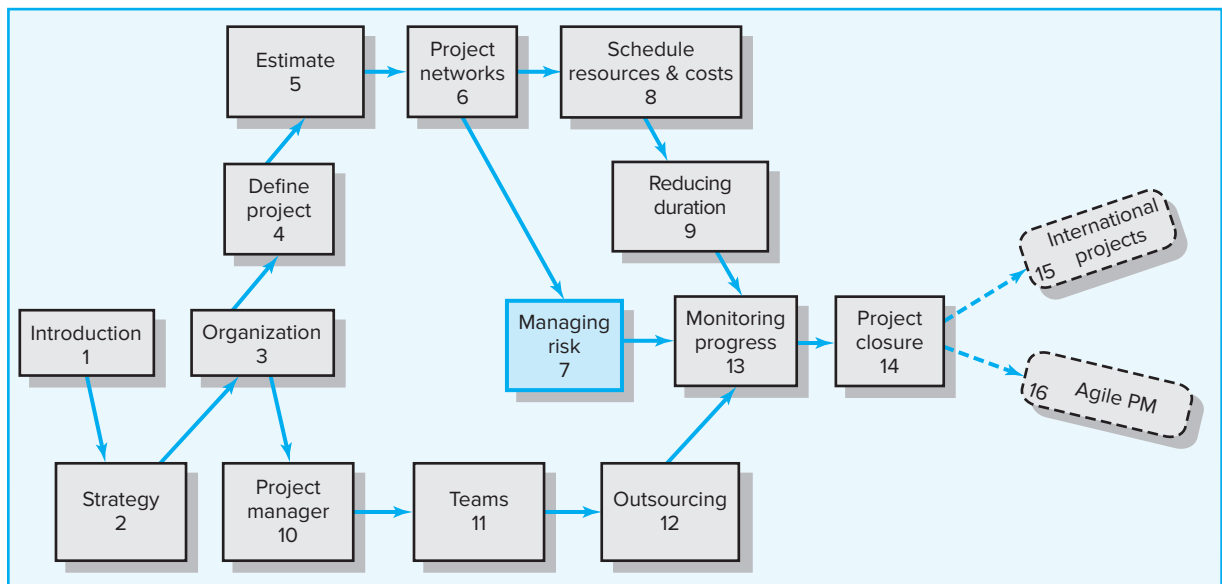 Estimate
5
Project
networks
6
Schedule
resources & costs
8
Define
project
4
Reducing
duration
9
International
projects
15
Introduction
1
Organization
3
Managing
risk
7
Monitoring
progress
13
Project
closure
14
16 Agile PM
Strategy
2
Project
manager
10
Teams
11
Outsourcing
12